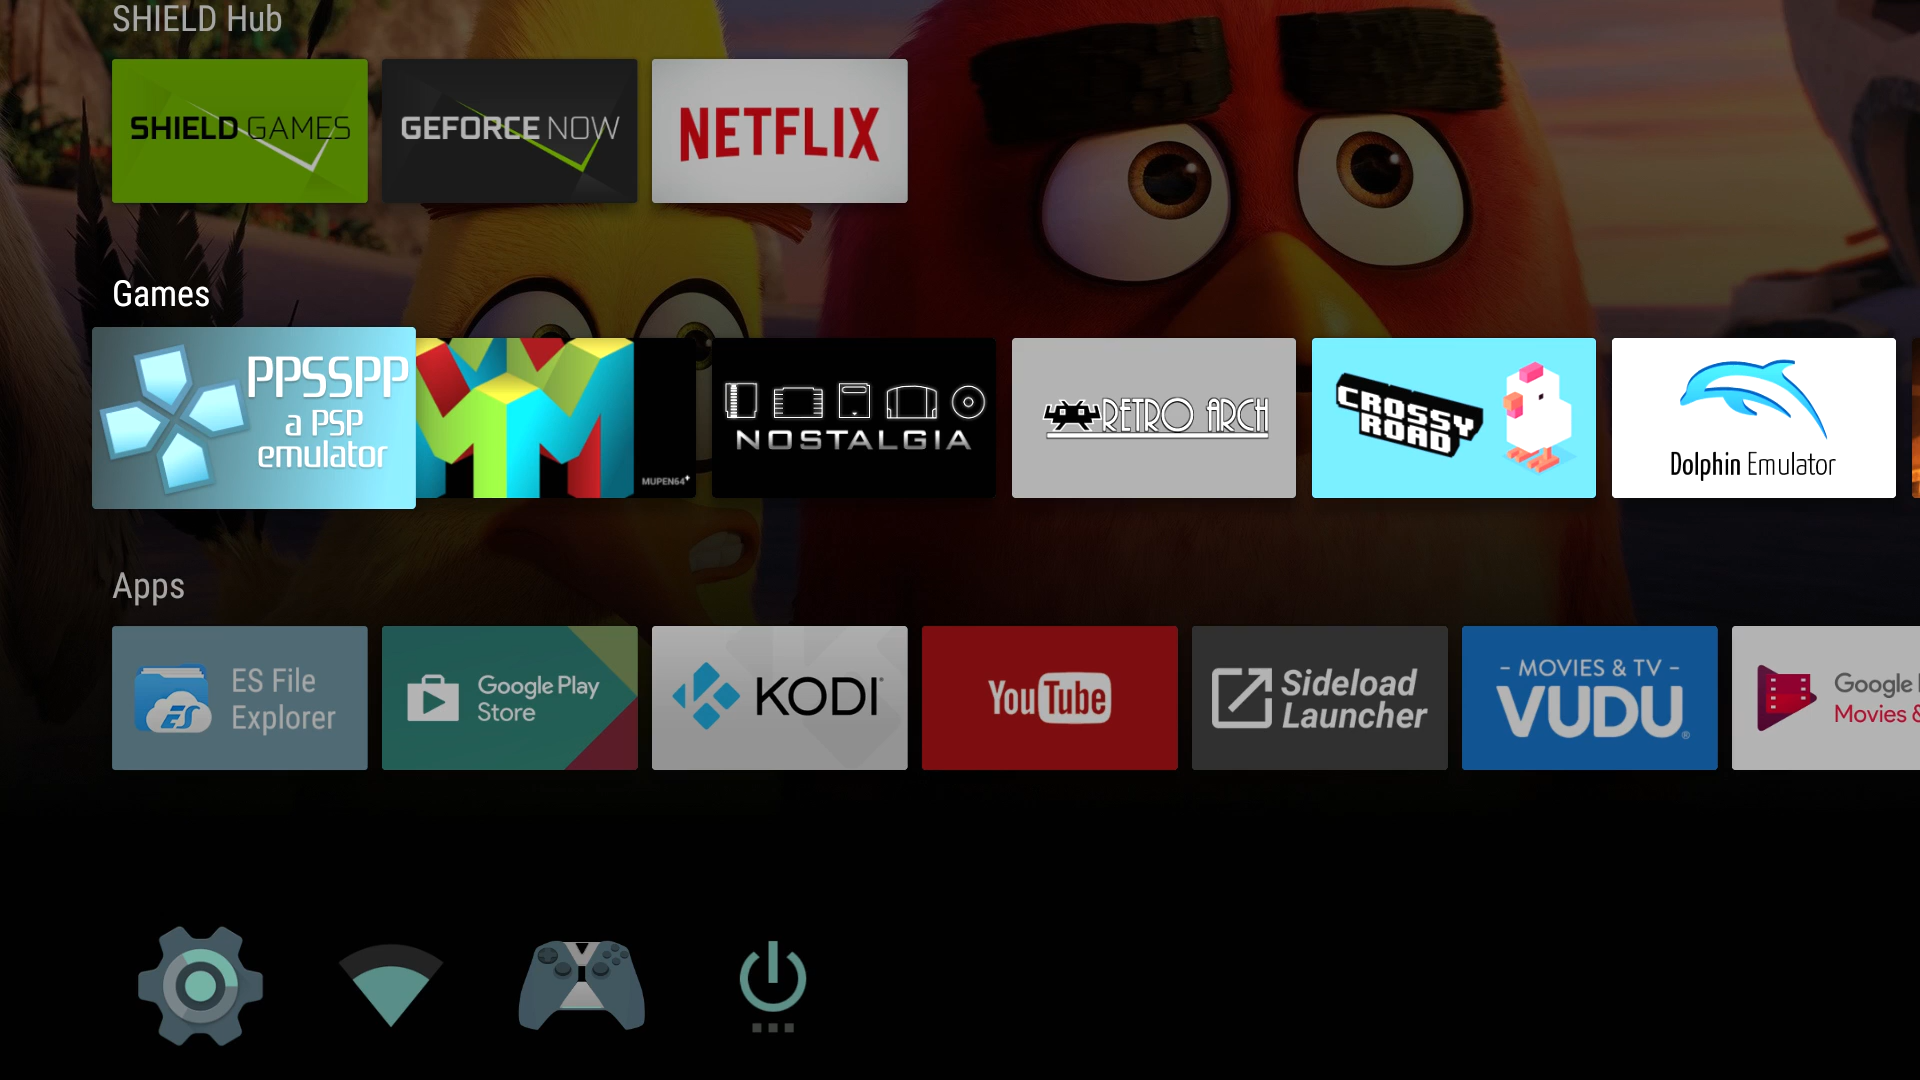 SHIELD Hub
SHIELD GAMES
GEFORCE NOW
NETFLIX
Games
PPSSPP
a PSP
emulator
MUPEN64+
NOSTALGIA
RETRO ARCH
CROSSY
ROAD
Dolphin Emulator
Apps
ES File
Explorer
ES
Google Play
Store
KODI
YouTube
Sideload
Launcher
- MOVIES & TV -
VUDU
Google
Movies &